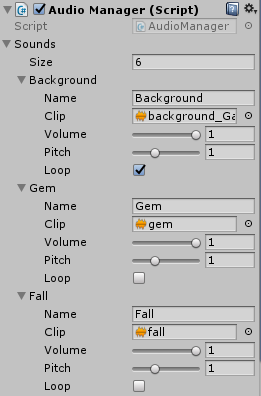 Audio Manager (Script)
Script AudioManager
Sounds
Size 6
Background
Name Background
Clip background_Ga
Volume 1
Pitch 1
Loop
Gem
Name Gem
Clip gem
Volume 1
Pitch 1
Loop
Fall
Name Fall
Clip fall
Volume 1
Pitch 1
Loop